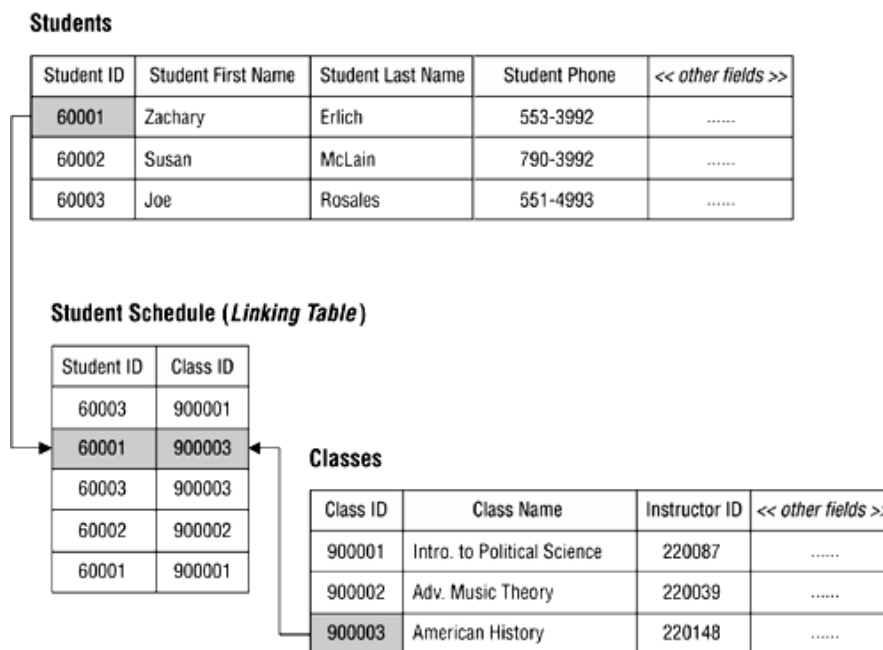 Students
Student ID Student First Name Student Last Name Student Phone << other fields >>
60001 Zachary Erlich 553-3992 ......
60002 Susan McLain 790-3992 ......
60003 Joe Rosales 551-4993 ......
Student Schedule (Linking Table)
Student ID Class ID
60003 900001
60001 900003
60003 900003
60002 900002
60001 900001
Classes
Class ID Class Name Instructor ID << other fields >>
900001 Intro. to Political Science 220087 ......
900002 Adv. Music Theory 220039 ......
900003 American History 220148 ......